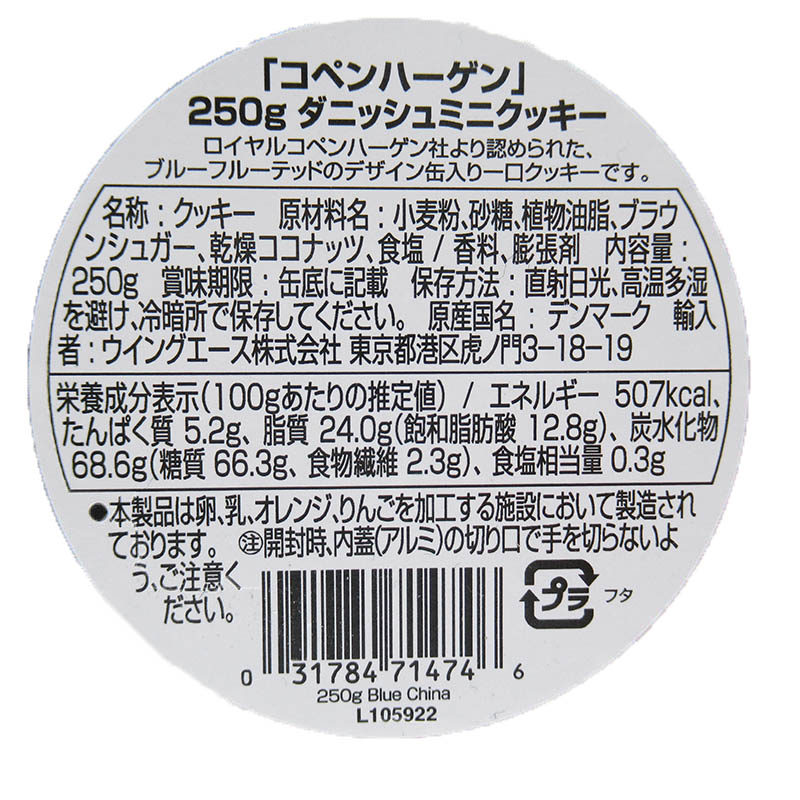 「コペンハーゲン」
250g ダニッシュミニクッキー
ロイヤルコペンハーゲン社より認められた、
ブルーフルーテッドのデザイン缶入り一口クッキーです。
名称：クッキー 原材料名：小麦粉、砂糖、植物油脂、ブラウ
ンシュガー、乾燥ココナッツ、食塩 / 香料、膨張剤 内容量：
250g 賞味期限：缶底に記載 保存方法：直射日光、高温多湿
を避け、冷暗所で保存してください。 原産国名：デンマーク 輸入
者：ウイングエース株式会社 東京都港区虎ノ門3-18-19
栄養成分表示(100gあたりの推定値) / エネルギー 507kcal、
たんぱく質 5.2g、脂質 24.0g(飽和脂肪酸 12.8g)、炭水化物
68.6g(糖質 66.3g、食物繊維 2.3g)、食塩相当量 0.3g
●本製品は卵、乳、オレンジ、りんごを加工する施設において製造され
ております。 ㊟開封時、内蓋(アルミ)の切り口で手を切らないよ
う、ご注意く
ださい。
プラ フタ
0 31784 71474 6
250g Blue China
L105922